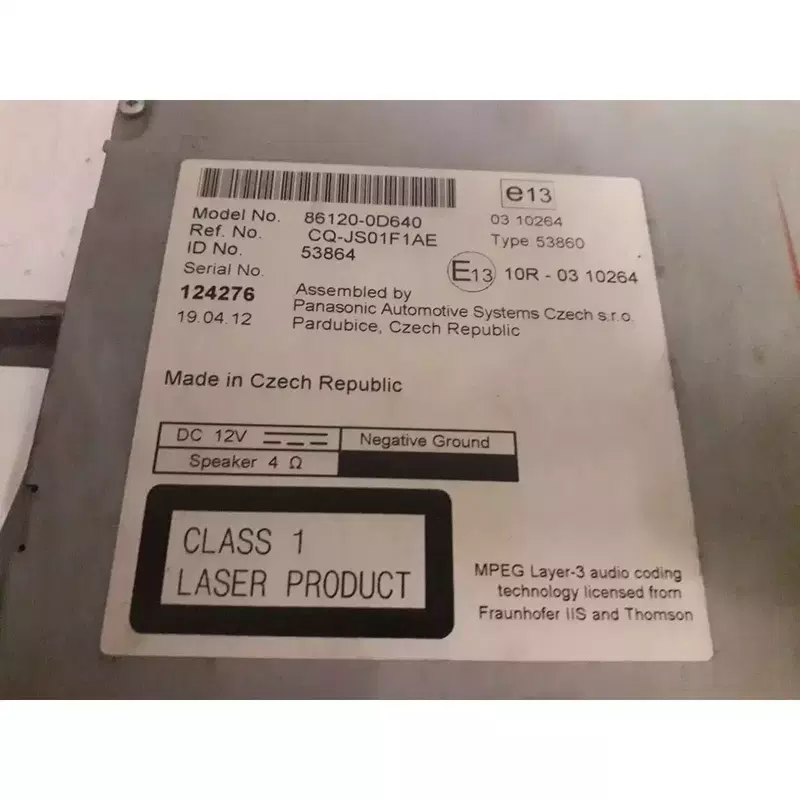 Model No. 86120-0D640
Ref. No. CQ-JS01F1AE
ID No. 53864
Serial No.
124276
19.04.12
e13
03 10264
Type 53860
E13 10R - 03 10264
Assembled by
Panasonic Automotive Systems Czech s.r.o.
Pardubice, Czech Republic
Made in Czech Republic
DC 12V Negative Ground
Speaker 4 Ω
CLASS 1
LASER PRODUCT
MPEG Layer-3 audio coding
technology licensed from
Fraunhofer IIS and Thomson